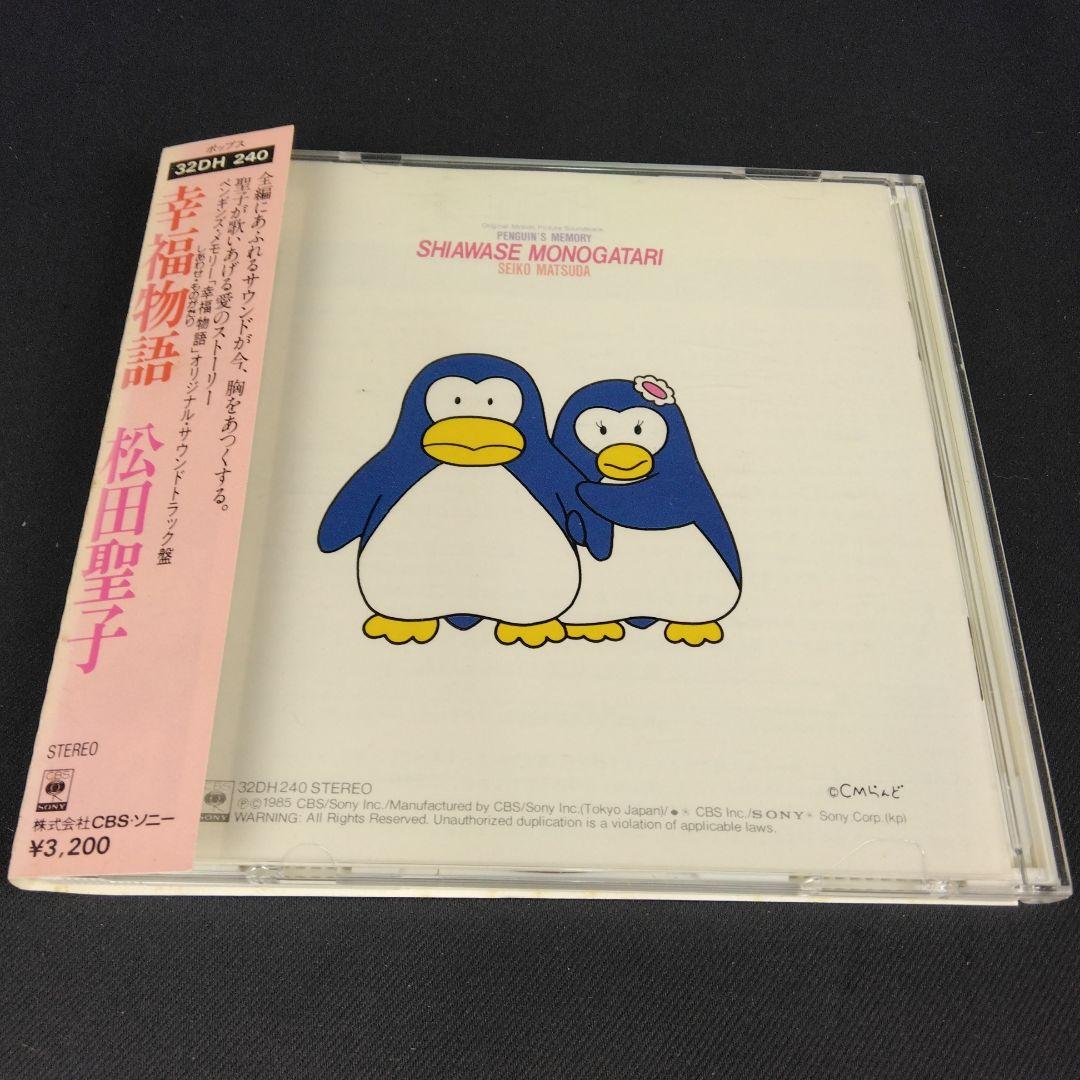 ポップス
32DH 240
幸福物語
松田聖子
全編にあふれるサウンドが今、胸をあつくする。
聖子が歌いあげる愛のストーリー
ペンギンズ・メモリー「幸福物語」オリジナル・サウンドトラック盤
しあわせ・ものがたり
STEREO
CBS
SONY
株式会社CBS・ソニー
¥3,200
Original Motion Picture Soundtrack
PENGUIN'S MEMORY
SHIAWASE MONOGATARI
SEIKO MATSUDA
©CMらんど
CBS
SONY
32DH 240 STEREO
℗©1985 CBS/Sony Inc./Manufactured by CBS/Sony Inc.(Tokyo Japan)/ CBS Inc./SONY Sony Corp.(kp)
WARNING: All Rights Reserved. Unauthorized duplication is a violation of applicable laws.